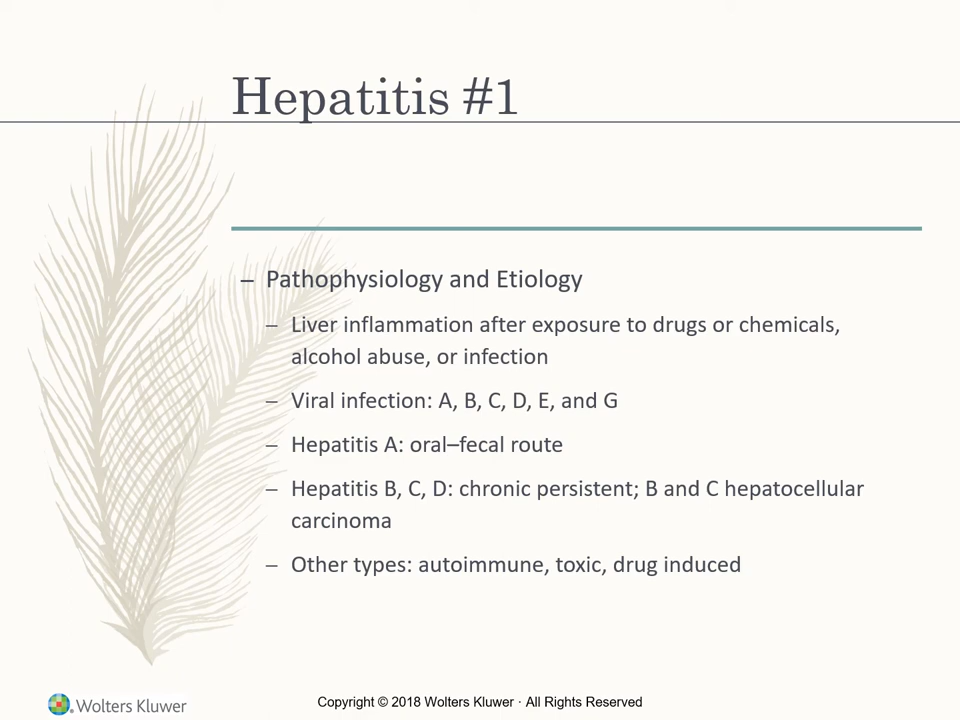 Hepatitis #1
– Pathophysiology and Etiology
– Liver inflammation after exposure to drugs or chemicals,
alcohol abuse, or infection
– Viral infection: A, B, C, D, E, and G
– Hepatitis A: oral–fecal route
– Hepatitis B, C, D: chronic persistent; B and C hepatocellular
carcinoma
– Other types: autoimmune, toxic, drug induced
Wolters Kluwer
Copyright © 2018 Wolters Kluwer · All Rights Reserved